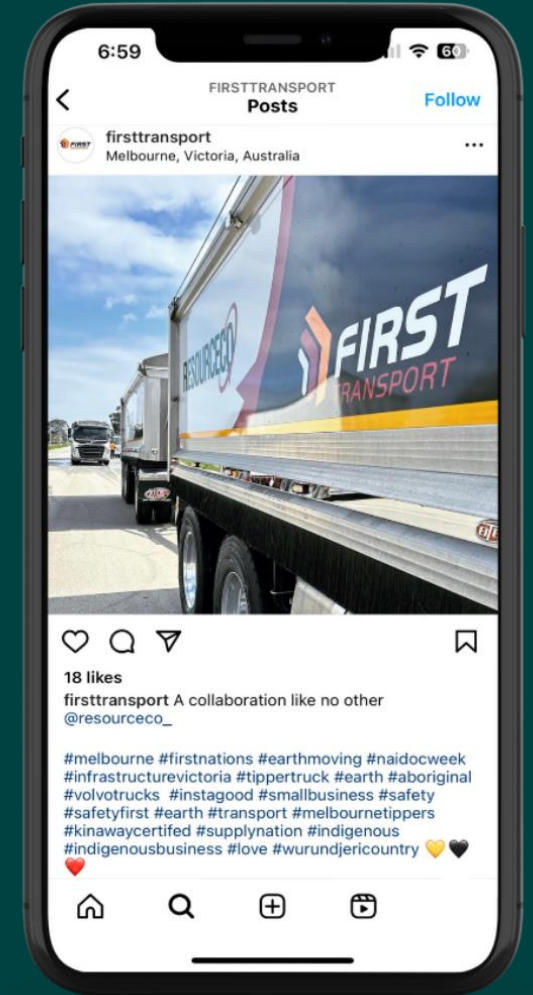 6:59
60
FIRSTTRANSPORT
Posts
Follow
FIRST
firsttransport
Melbourne, Victoria, Australia
RESOURCECO
FIRST
TRANSPORT
18 likes
firsttransport A collaboration like no other
@resourceco_
#melbourne #firstnations #earthmoving #naidocweek
#infrastructurevictoria #tippertruck #earth #aboriginal
#volvotrucks #instagood #smallbusiness #safety
#safetyfirst #earth #transport #melbournetippers
#kinawaycertifed #supplynation #indigenous
#indigenousbusiness #love #wurundjericountry 💛🖤
❤️